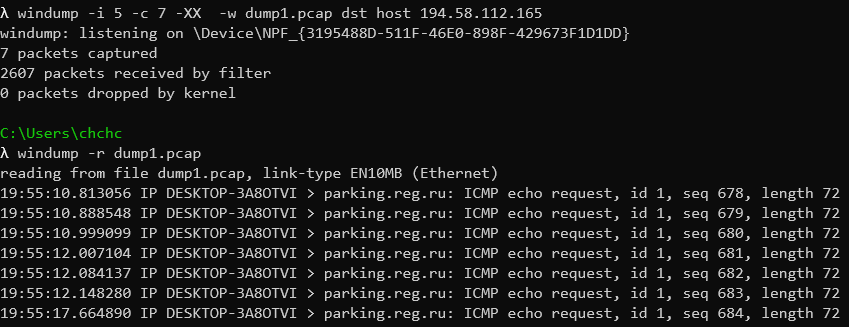 λ windump -i 5 -c 7 -XX  -w dump1.pcap dst host 194.58.112.165
windump: listening on \Device\NPF_{3195488D-511F-46E0-898F-429673F1D1DD}
7 packets captured
2607 packets received by filter
0 packets dropped by kernel
C:\Users\chchc
λ windump -r dump1.pcap
reading from file dump1.pcap, link-type EN10MB (Ethernet)
19:55:10.813056 IP DESKTOP-3A8OTVI > parking.reg.ru: ICMP echo request, id 1, seq 678, length 72
19:55:10.888548 IP DESKTOP-3A8OTVI > parking.reg.ru: ICMP echo request, id 1, seq 679, length 72
19:55:10.999099 IP DESKTOP-3A8OTVI > parking.reg.ru: ICMP echo request, id 1, seq 680, length 72
19:55:12.007104 IP DESKTOP-3A8OTVI > parking.reg.ru: ICMP echo request, id 1, seq 681, length 72
19:55:12.084137 IP DESKTOP-3A8OTVI > parking.reg.ru: ICMP echo request, id 1, seq 682, length 72
19:55:12.148280 IP DESKTOP-3A8OTVI > parking.reg.ru: ICMP echo request, id 1, seq 683, length 72
19:55:17.664890 IP DESKTOP-3A8OTVI > parking.reg.ru: ICMP echo request, id 1, seq 684, length 72